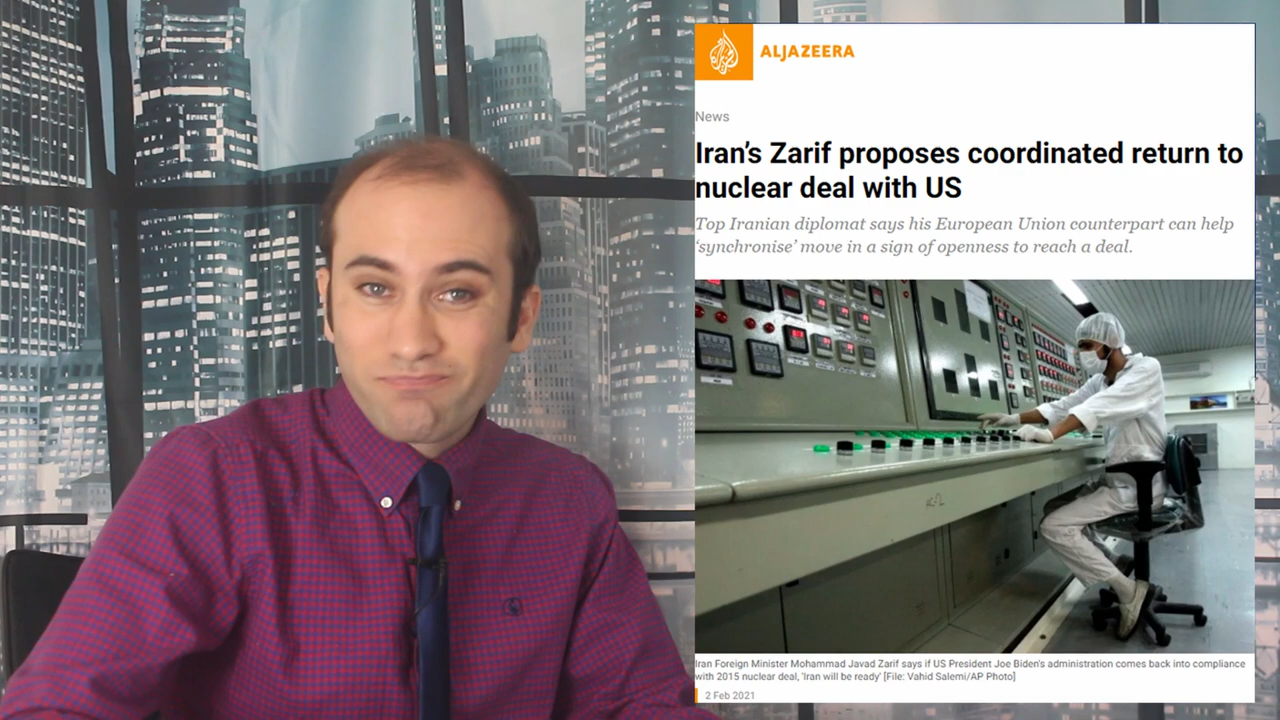 ALJAZEERA
News
Iran's Zarif proposes coordinated return to
nuclear deal with US
Top Iranian diplomat says his European Union counterpart can help
'synchronise' move in a sign of openness to reach a deal.
Iran Foreign Minister Mohammad Javad Zarif says if US President Joe Biden's administration comes back into compliance
with 2015 nuclear deal, 'Iran will be ready' [File: Vahid Salemi/AP Photo]
2 Feb 2021